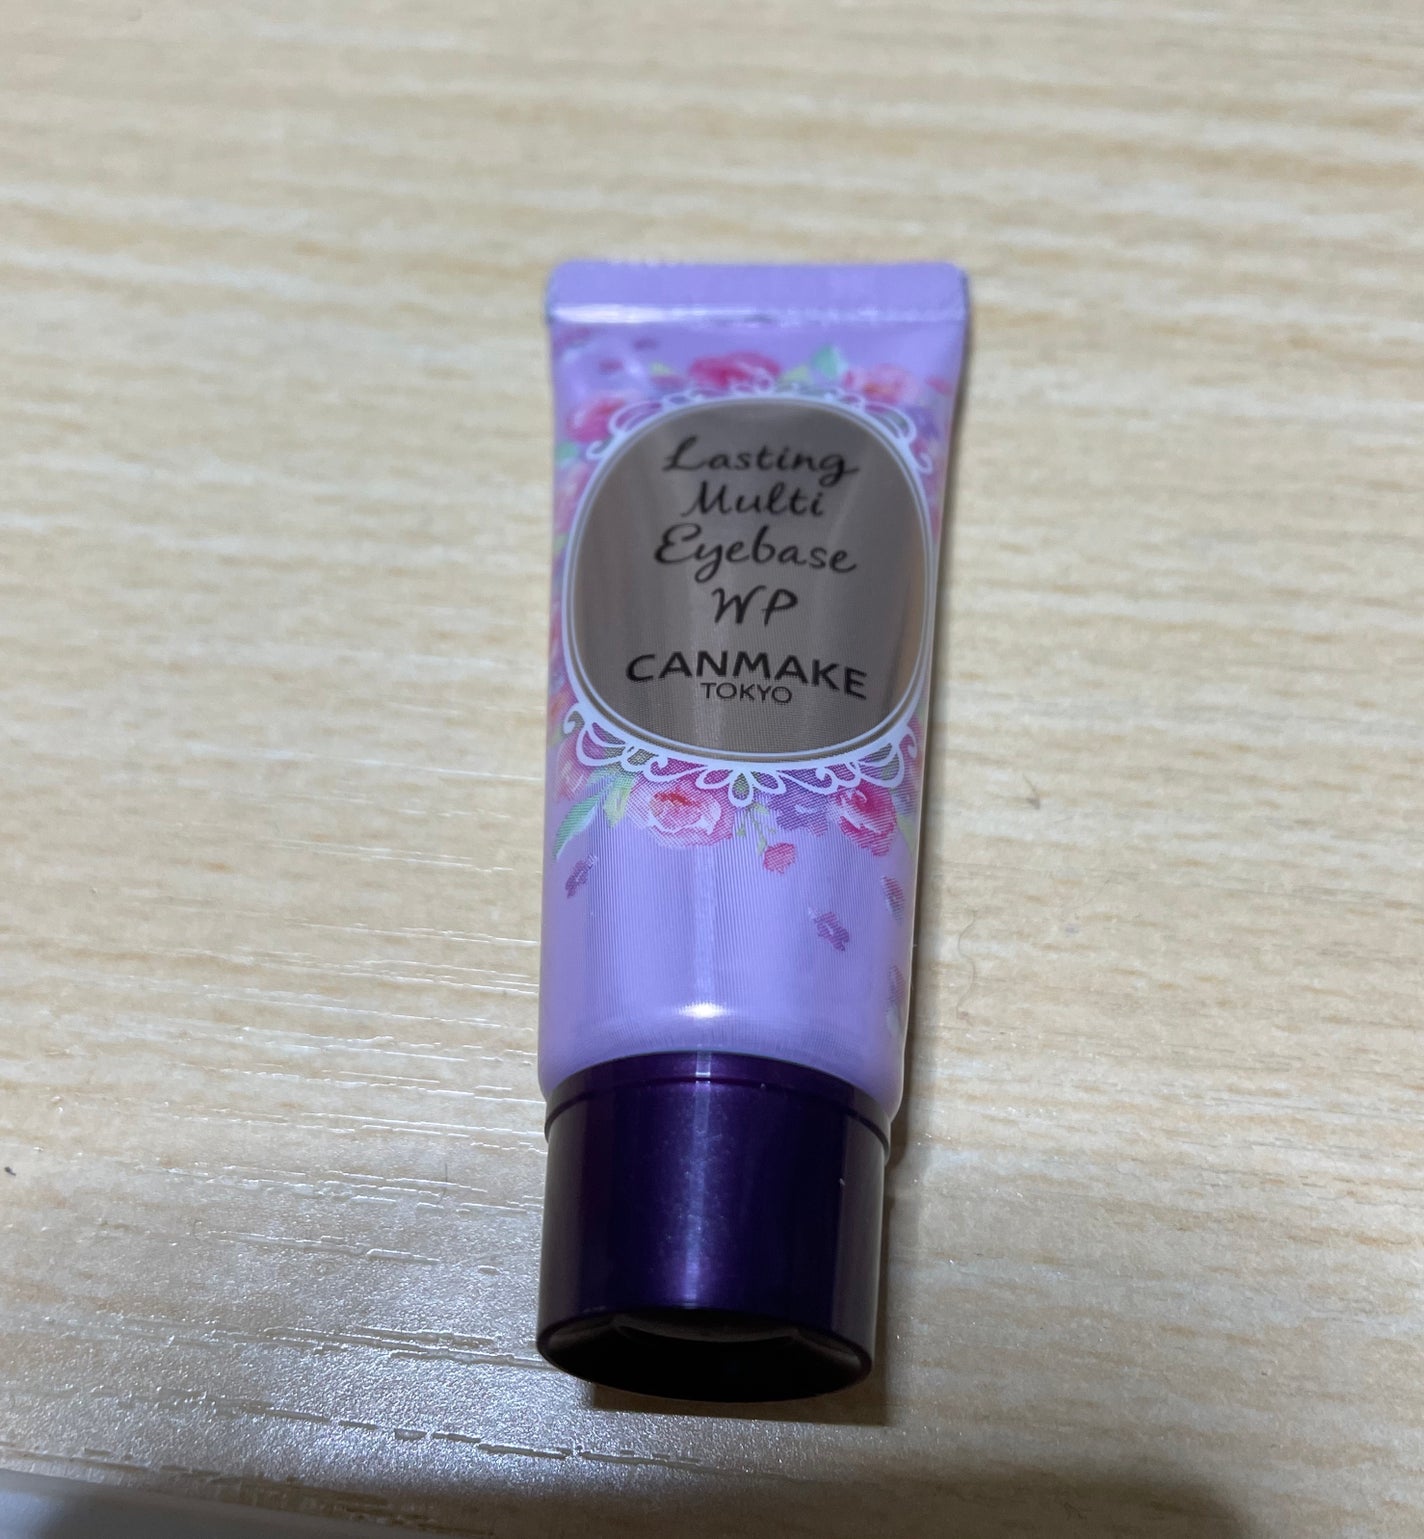 Lasting
Multi
Eyebase
WP
CANMAKE
TOKYO